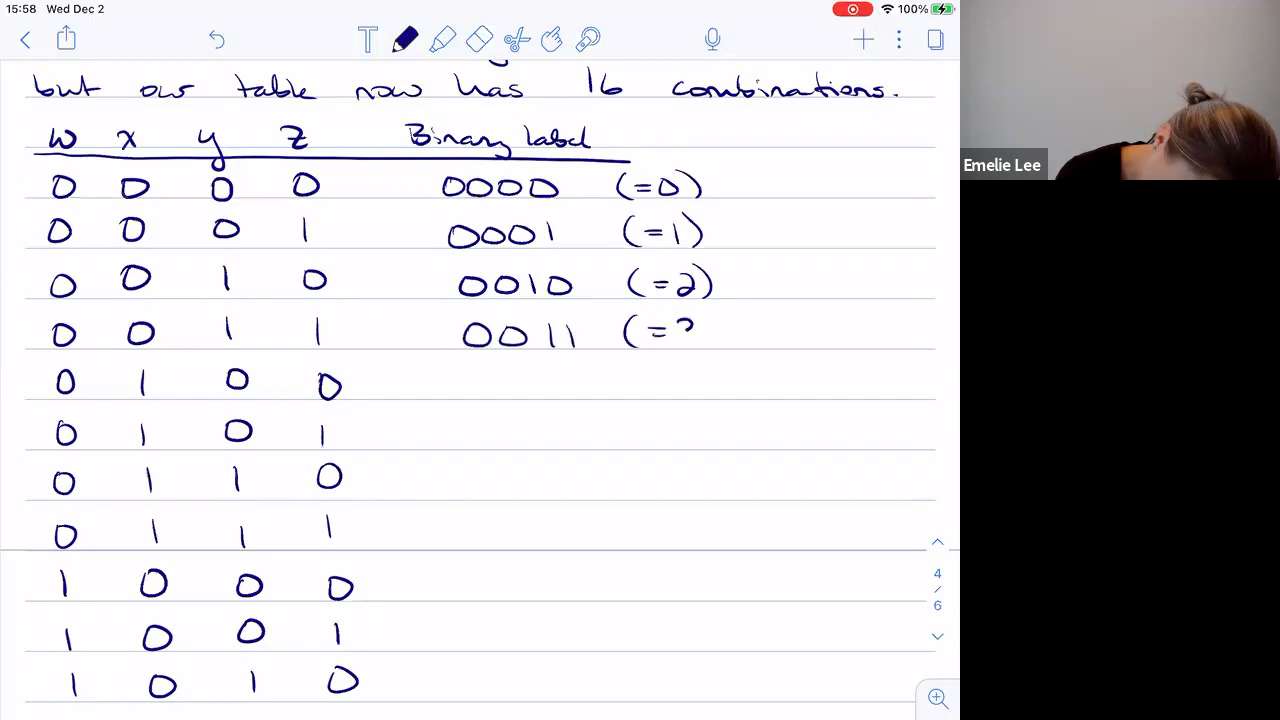 15:58 Wed Dec 2 100%
T
but our table now has 16 combinations.
w x y z Binary label
0 0 0 0 0000 (=0)
0 0 0 1 0001 (=1)
0 0 1 0 0010 (=2)
0 0 1 1 0011 (=
0 1 0 0
0 1 0 1
0 1 1 0
0 1 1 1
1 0 0 0
1 0 0 1
1 0 1 0
4
/
6
Emelie Lee